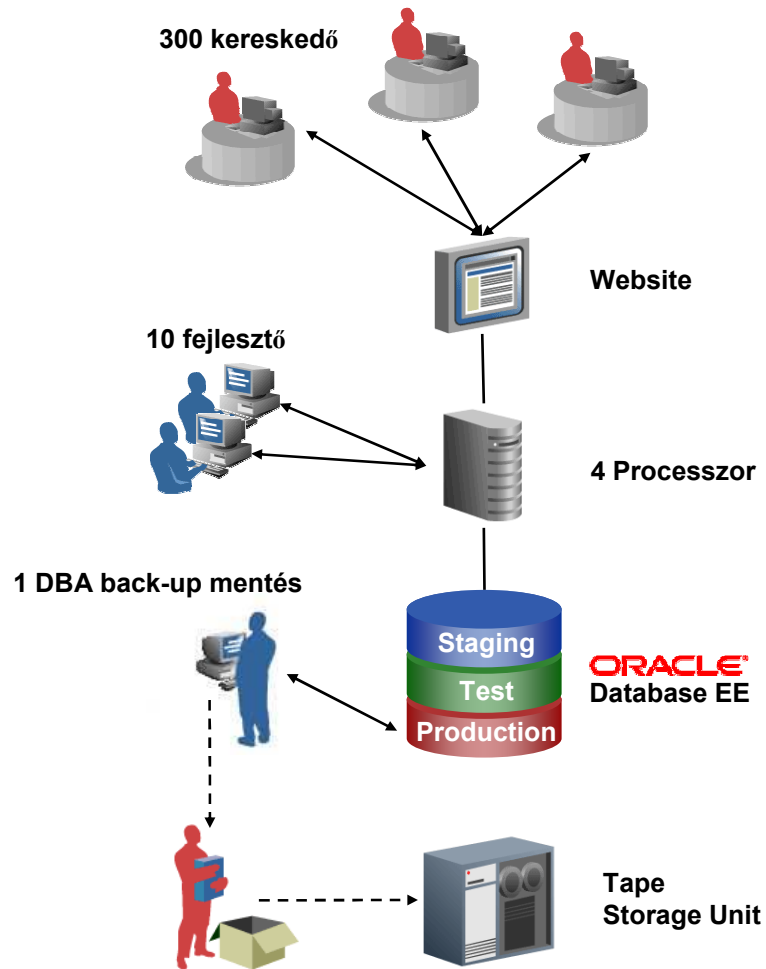 300 kereskedő
Website
10 fejlesztő
4 Processzor
1 DBA back-up mentés
Staging
Test
Production
ORACLE®
Database EE
Tape
Storage Unit